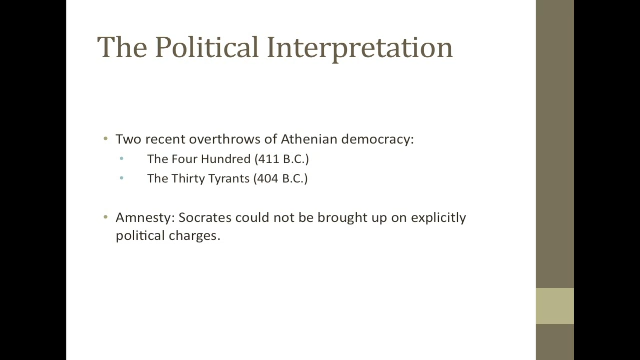 The Political Interpretation
• Two recent overthrows of Athenian democracy:
• The Four Hundred (411 B.C.)
• The Thirty Tyrants (404 B.C.)
• Amnesty: Socrates could not be brought up on explicitly
political charges.